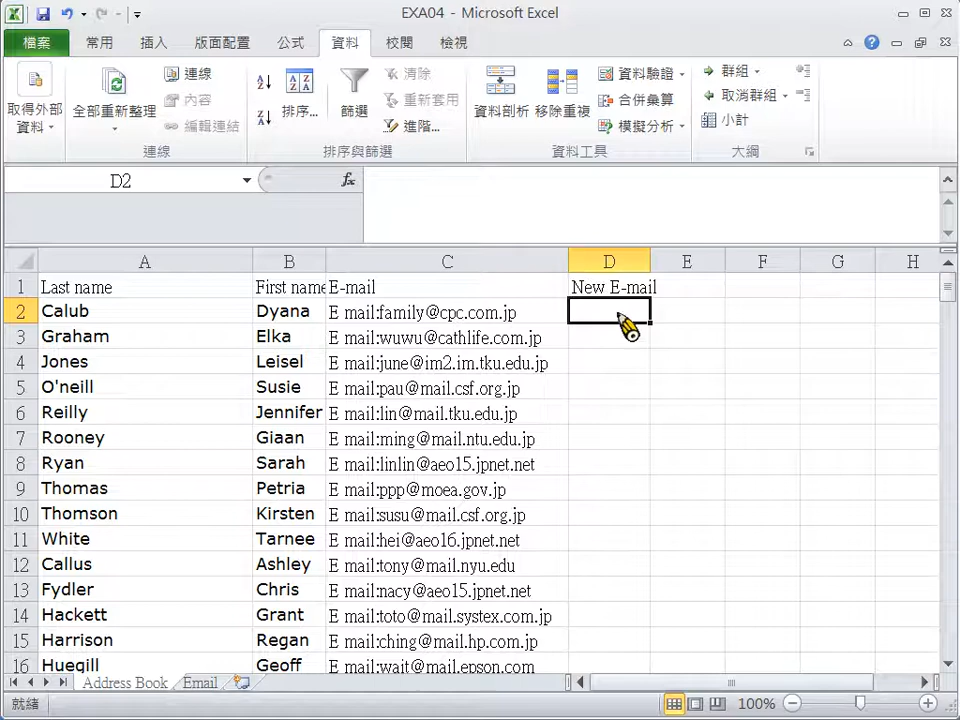 EXA04 - Microsoft Excel
檔案 常用 插入 版面配置 公式 資料 校閱 檢視
取得外部資料
全部重新整理
連線
內容
編輯連結
連線
排序...
篩選
清除
重新套用
進階...
排序與篩選
資料剖析
移除重複
資料驗證
合併彙算
模擬分析
資料工具
群組
取消群組
小計
大綱
D2 fx
A B C D E F G H
1 Last name First name E-mail New E-mail
2 Calub Dyana E mail:family@cpc.com.jp
3 Graham Elka E mail:wuwu@cathlife.com.jp
4 Jones Leisel E mail:june@im2.im.tku.edu.jp
5 O'neill Susie E mail:pau@mail.csf.org.jp
6 Reilly Jennifer E mail:lin@mail.tku.edu.jp
7 Rooney Giaan E mail:ming@mail.ntu.edu.jp
8 Ryan Sarah E mail:linlin@aeo15.jpnet.net
9 Thomas Petria E mail:ppp@moea.gov.jp
10 Thomson Kirsten E mail:susu@mail.csf.org.jp
11 White Tarnee E mail:hei@aeo16.jpnet.net
12 Callus Ashley E mail:tony@mail.nyu.edu
13 Fydler Chris E mail:nacy@aeo15.jpnet.net
14 Hackett Grant E mail:toto@mail.systex.com.jp
15 Harrison Regan E mail:ching@mail.hp.com.jp
16 Huegill Geoff E mail:wait@mail.epson.com
Address Book Email
就緒 100%